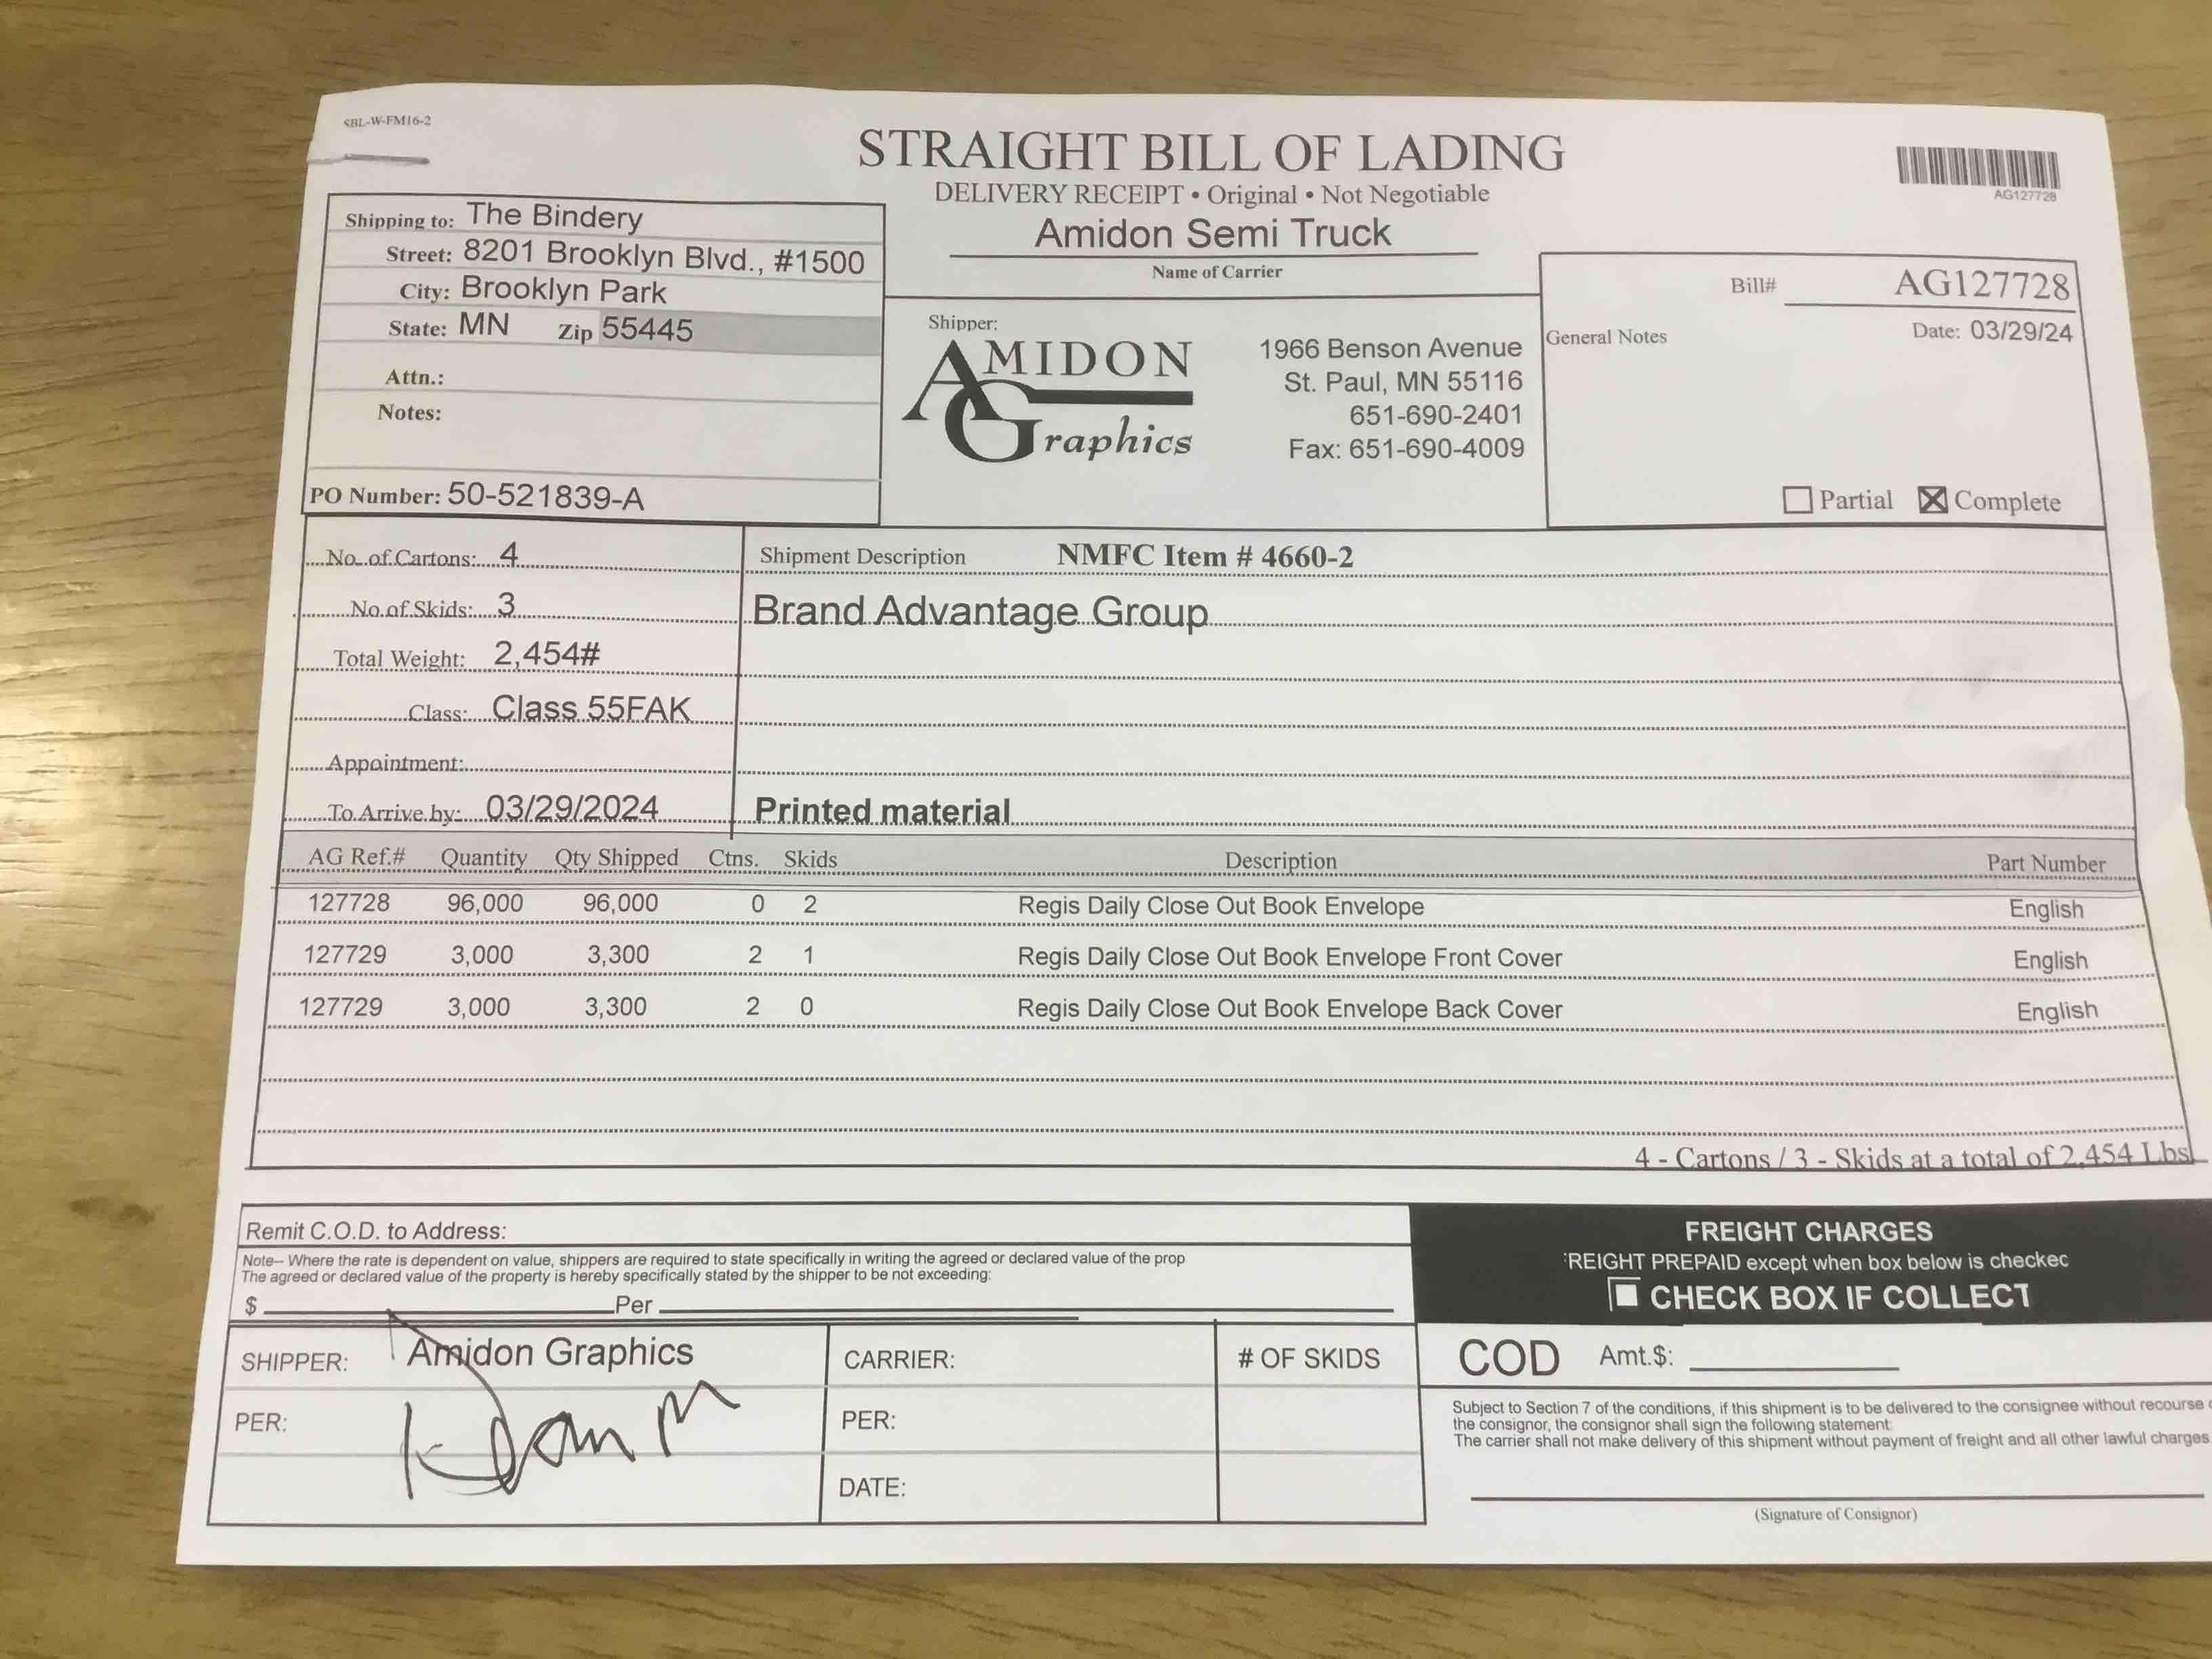 SBL-W-FM16-2
STRAIGHT BILL OF LADING
DELIVERY RECEIPT • Original • Not Negotiable
AG127728
Amidon Semi Truck
Name of Carrier
Shipping to: The Bindery
Street: 8201 Brooklyn Blvd., #1500
City: Brooklyn Park
State: MN Zip 55445
Attn.:
Notes:
PO Number: 50-521839-A
Shipper:
AMIDON
Graphics
1966 Benson Avenue
St. Paul, MN 55116
651-690-2401
Fax: 651-690-4009
Bill# AG127728
General Notes Date: 03/29/24
Partial Complete
No. of Cartons: 4
No. of Skids: 3
Total Weight: 2,454#
Class: Class 55FAK
Appointment:
To Arrive by: 03/29/2024
Shipment Description NMFC Item # 4660-2
Brand Advantage Group
Printed material
AG Ref.# Quantity Qty Shipped Ctns. Skids Description Part Number
127728 96,000 96,000 0 2 Regis Daily Close Out Book Envelope English
127729 3,000 3,300 2 1 Regis Daily Close Out Book Envelope Front Cover English
127729 3,000 3,300 2 0 Regis Daily Close Out Book Envelope Back Cover English
4 - Cartons / 3 - Skids at a total of 2,454 Lbs
Remit C.O.D. to Address:
Note-- Where the rate is dependent on value, shippers are required to state specifically in writing the agreed or declared value of the prop
The agreed or declared value of the property is hereby specifically stated by the shipper to be not exceeding:
$ Per
FREIGHT CHARGES
REIGHT PREPAID except when box below is checkec
CHECK BOX IF COLLECT
SHIPPER: Amidon Graphics
PER:
CARRIER:
PER:
DATE:
# OF SKIDS
COD Amt.$:
Subject to Section 7 of the conditions, if this shipment is to be delivered to the consignee without recourse
the consignor, the consignor shall sign the following statement:
The carrier shall not make delivery of this shipment without payment of freight and all other lawful charges
(Signature of Consignor)